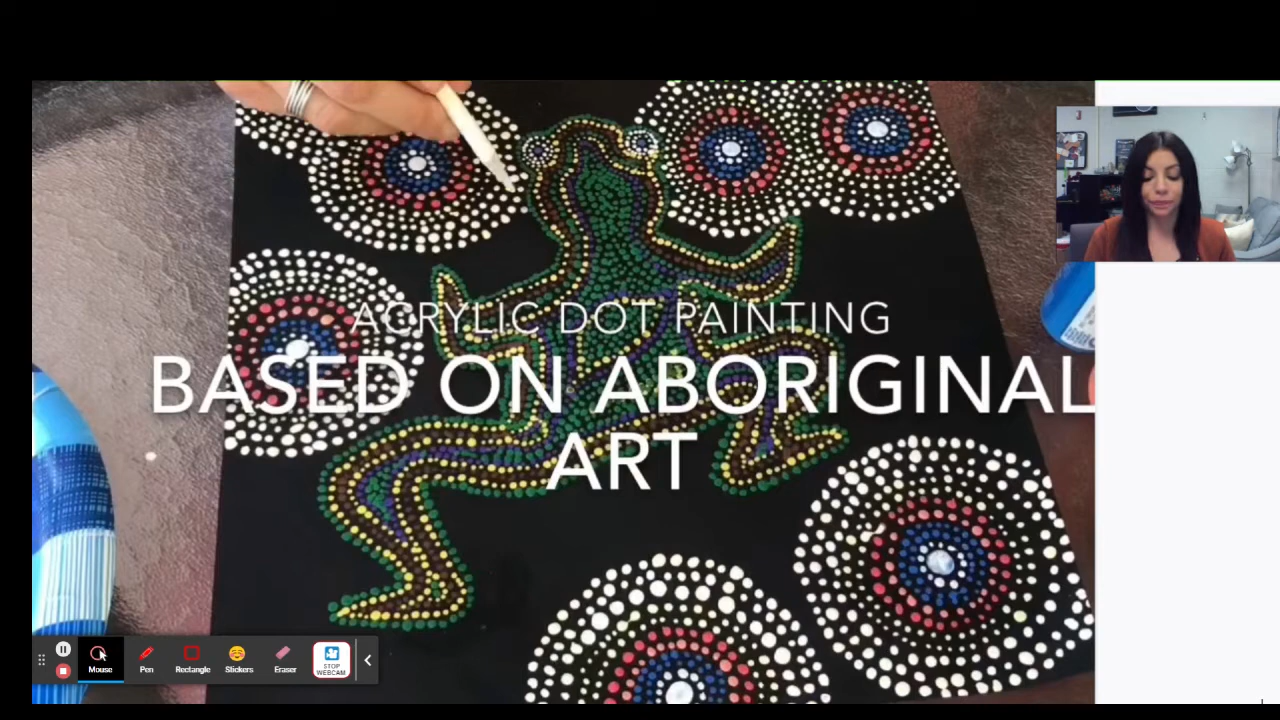 ACRYLIC DOT PAINTING
BASED ON ABORIGINAL
ART
Mouse
Pen
Rectangle
Stickers
Eraser
STOP
WEBCAM